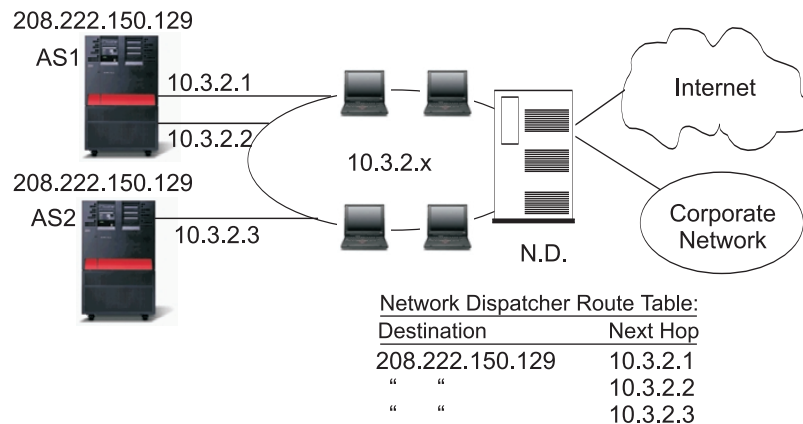 208.222.150.129
AS1
10.3.2.1
10.3.2.2
Internet
10.3.2.x
208.222.150.129
AS2
10.3.2.3
Corporate
Network
N.D.
Network Dispatcher Route Table:
Destination Next Hop
208.222.150.129 10.3.2.1
“ “ 10.3.2.2
“ “ 10.3.2.3